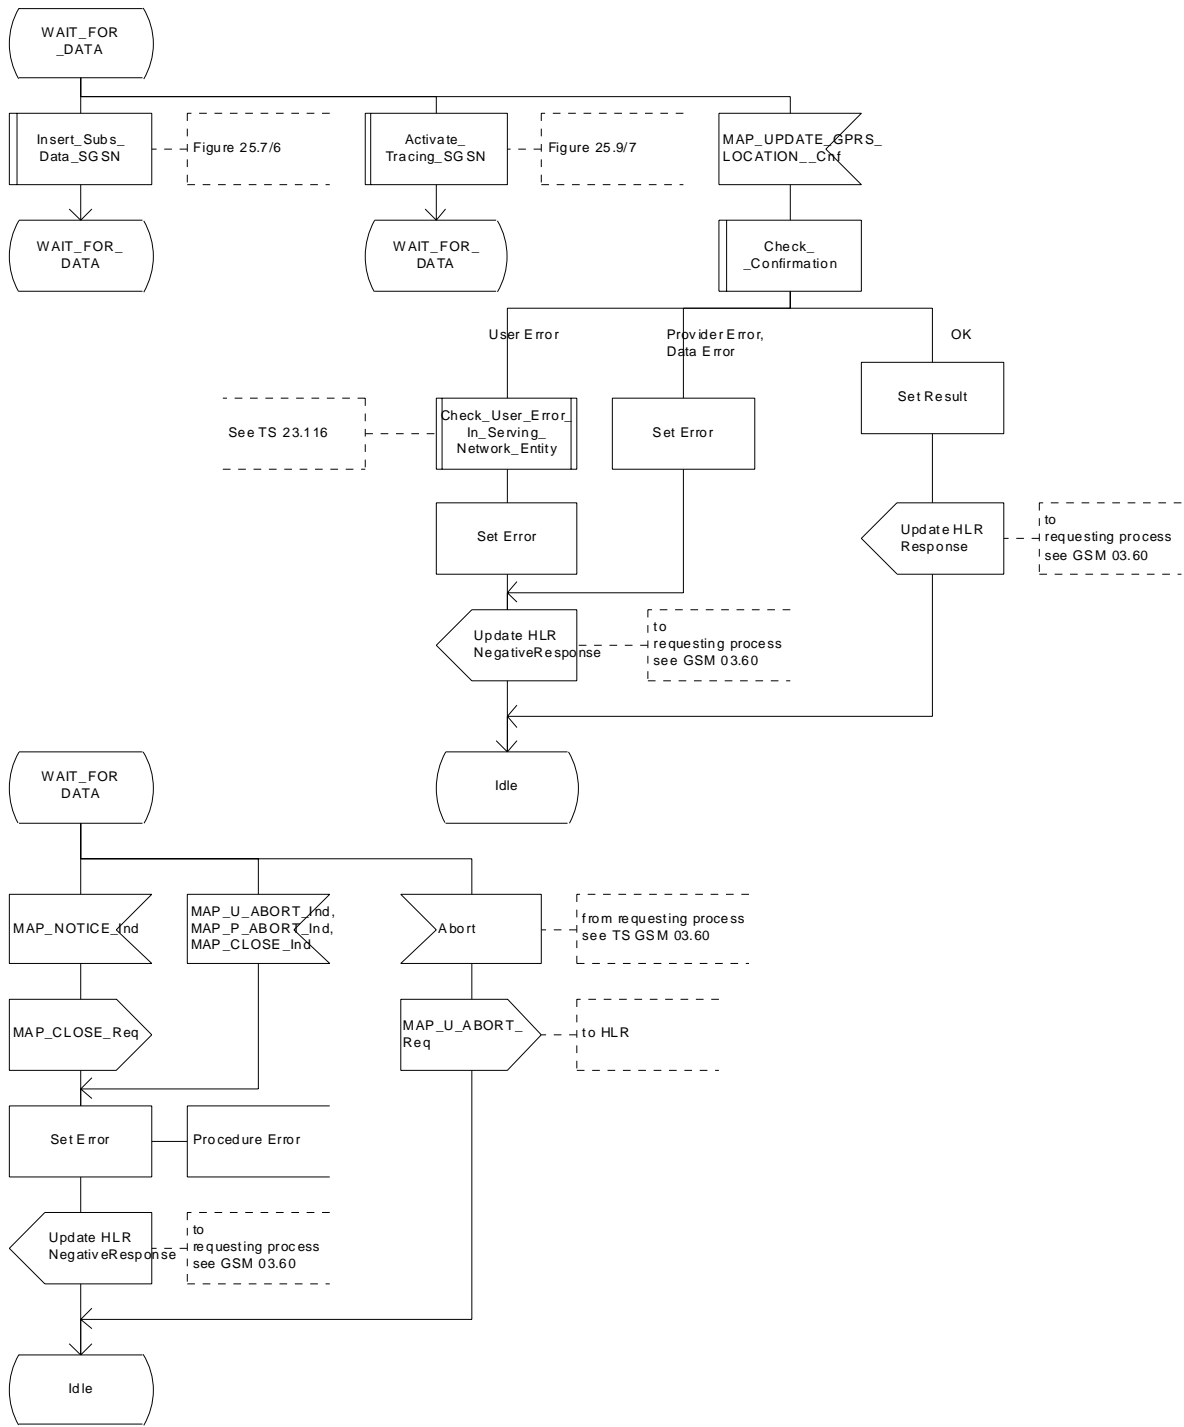 WAIT_FOR
_DATA
Insert_Subs_
Data_SGSN
Figure 25.7/6
Activate_
Tracing_SGSN
Figure 25.9/7
MAP_UPDATE_GPRS_
LOCATION__Cnf
WAIT_FOR_
DATA
WAIT_FOR_
DATA
Check_
_Confirmation
User Error
Provider Error,
Data Error
OK
Set Result
See TS 23.116
Check_User_Error_
In_Serving_
Network_Entity
Set Error
Set Error
Update HLR
Response
to
requesting process
see GSM 03.60
Update HLR
NegativeResponse
to
requesting process
see GSM 03.60
Idle
WAIT_FOR
DATA
MAP_NOTICE_Ind
MAP_U_ABORT_Ind,
MAP_P_ABORT_Ind,
MAP_CLOSE_Ind
Abort
from requesting process
see TS GSM 03.60
MAP_CLOSE_Req
MAP_U_ABORT_
Req
to HLR
Set Error
Procedure Error
Update HLR
NegativeResponse
to
requesting process
see GSM 03.60
Idle